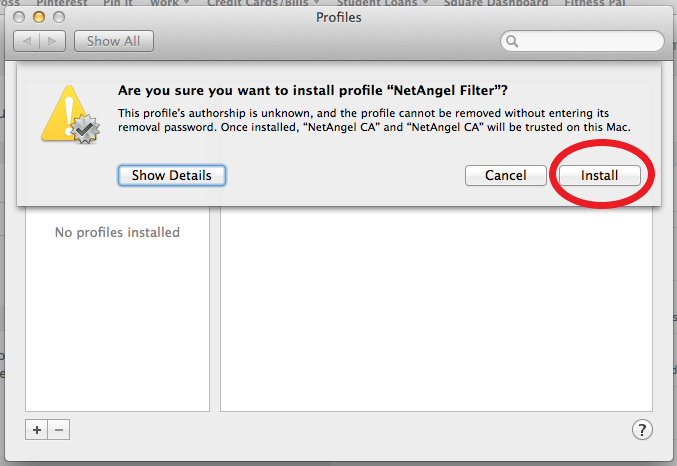 Pinterest Pin It Work Credit Cards/Bills Student Loans Square Dashboard Fitness Pal
Profiles
Show All
Are you sure you want to install profile “NetAngel Filter”?
This profile's authorship is unknown, and the profile cannot be removed without entering its
removal password. Once installed, “NetAngel CA” and “NetAngel CA” will be trusted on this Mac.
Show Details Cancel Install
No profiles installed
+ − ?